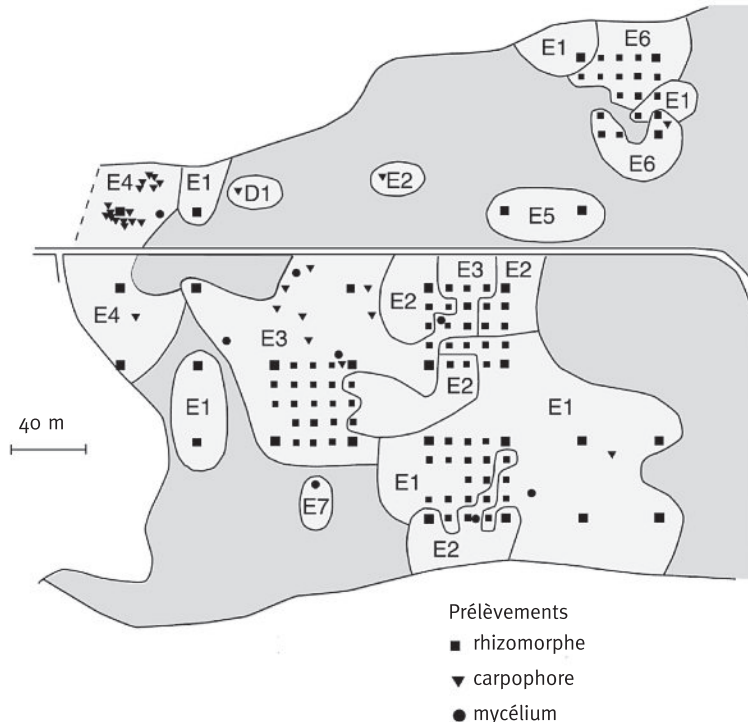 E1
E6
E1
E6
E4
E1
D1
E2
E5
E3
E2
E2
E4
E3
E2
E1
E1
40 m
E1
E7
E2
Prélèvements
rhizomorphe
carpophore
mycélium